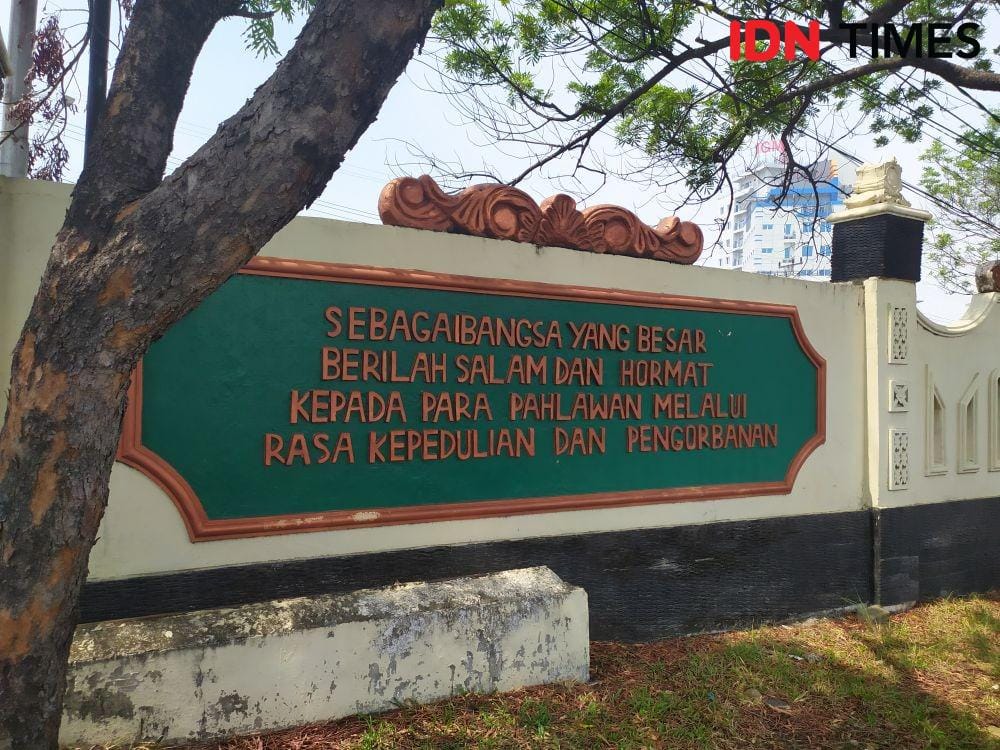 IDN TIMES
SEBAGAIBANGSA YANG BESAR
BERILAH SALAM DAN HORMAT
KEPADA PARA PAHLAWAN MELALUI
RASA KEPEDULIAN DAN PENGORBANAN